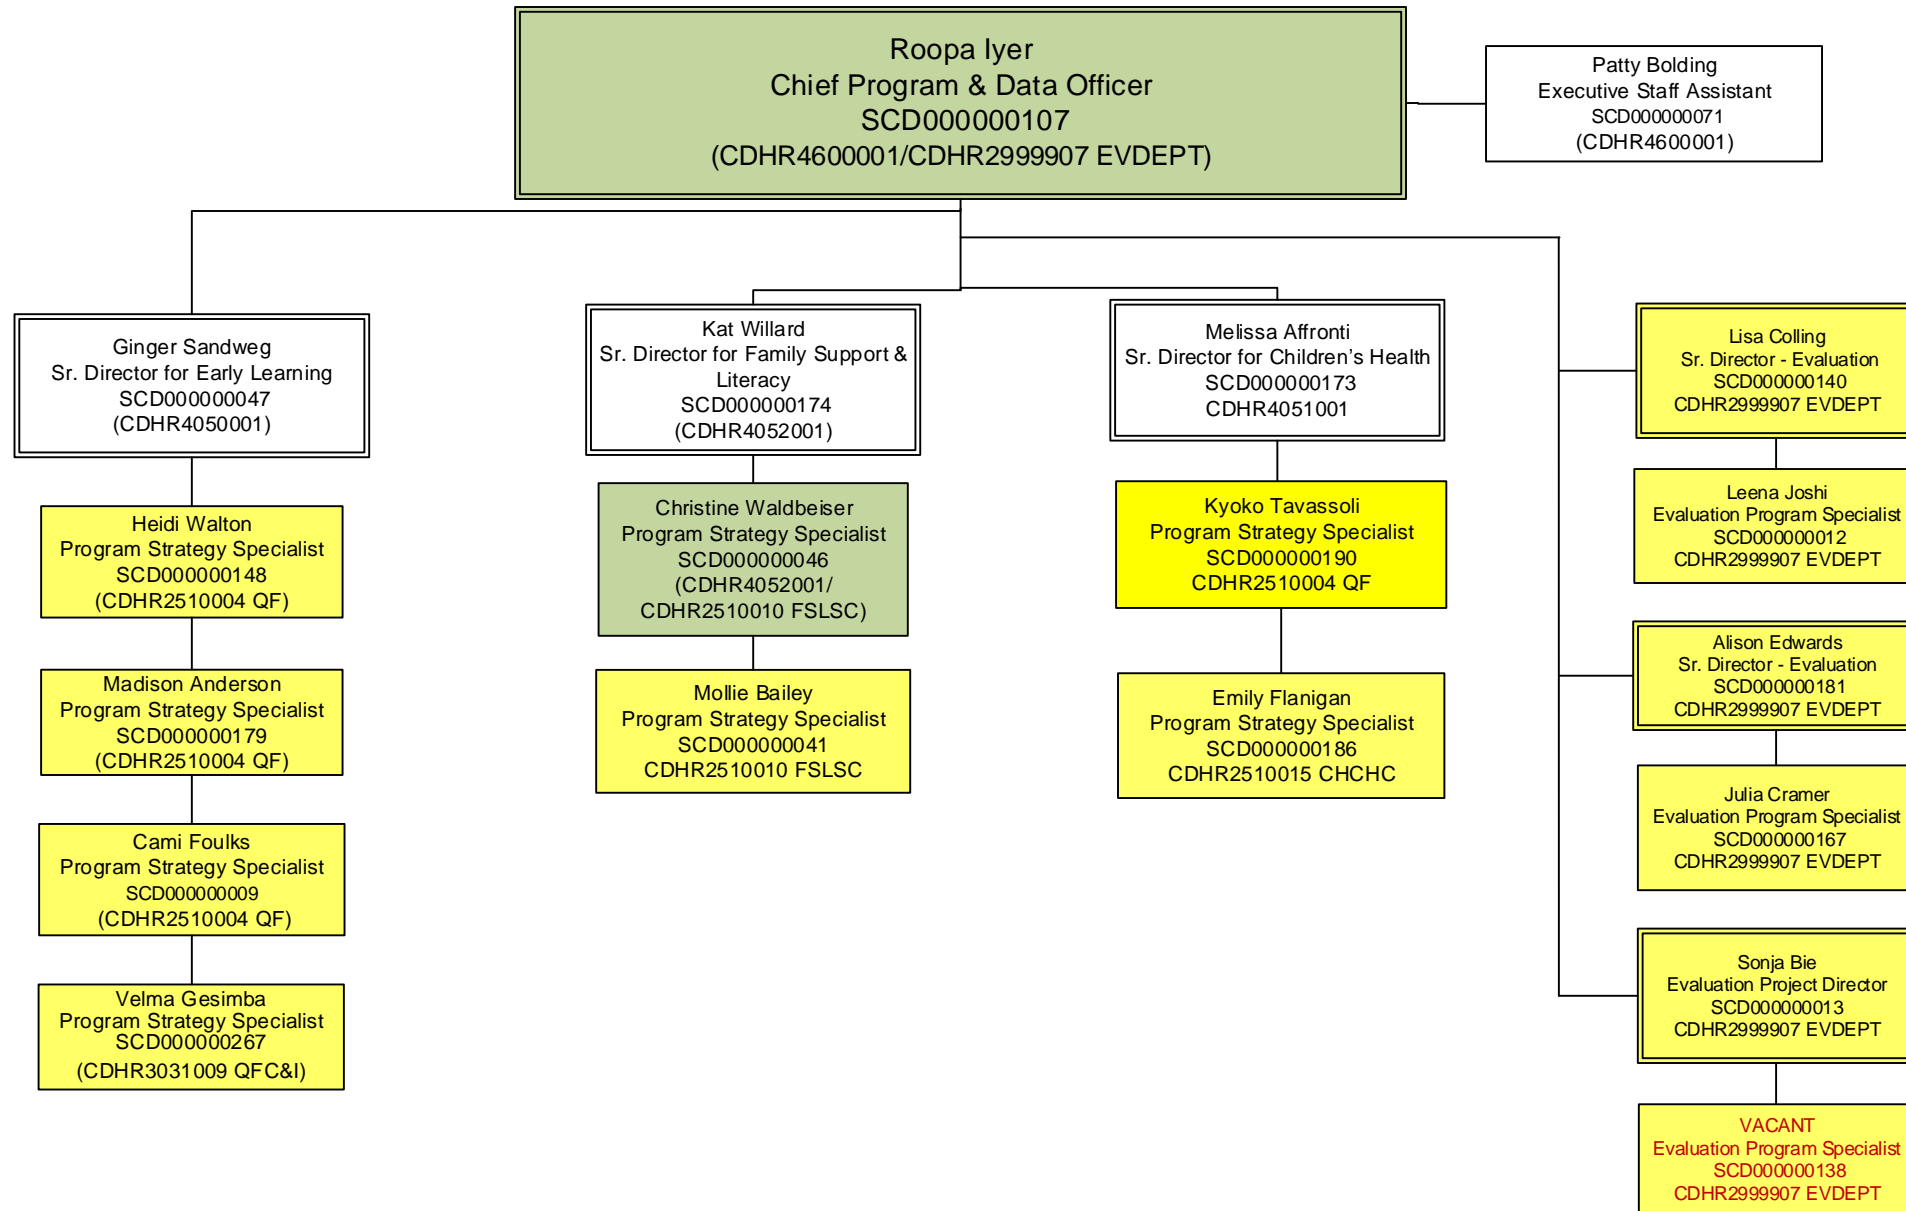 Roopa Iyer
Chief Program & Data Officer
SCD000000107
(CDHR4600001/CDHR2999907 EVDEPT)
Patty Bolding
Executive Staff Assistant
SCD000000071
(CDHR4600001)
Ginger Sandweg
Sr. Director for Early Learning
SCD000000047
(CDHR4050001)
Heidi Walton
Program Strategy Specialist
SCD000000148
(CDHR2510004 QF)
Madison Anderson
Program Strategy Specialist
SCD000000179
(CDHR2510004 QF)
Cami Foulks
Program Strategy Specialist
SCD000000009
(CDHR2510004 QF)
Velma Gesimba
Program Strategy Specialist
SCD000000267
(CDHR3031009 QFC&I)
Kat Willard
Sr. Director for Family Support &
Literacy
SCD000000174
(CDHR4052001)
Christine Waldbeiser
Program Strategy Specialist
SCD000000046
(CDHR4052001/
CDHR2510010 FSLSC)
Mollie Bailey
Program Strategy Specialist
SCD000000041
CDHR2510010 FSLSC
Melissa Affronti
Sr. Director for Children’s Health
SCD000000173
CDHR4051001
Kyoko Tavassoli
Program Strategy Specialist
SCD000000190
CDHR2510004 QF
Emily Flanigan
Program Strategy Specialist
SCD000000186
CDHR2510015 CHCHC
Lisa Colling
Sr. Director - Evaluation
SCD000000140
CDHR2999907 EVDEPT
Leena Joshi
Evaluation Program Specialist
SCD000000012
CDHR2999907 EVDEPT
Alison Edwards
Sr. Director - Evaluation
SCD000000181
CDHR2999907 EVDEPT
Julia Cramer
Evaluation Program Specialist
SCD000000167
CDHR2999907 EVDEPT
Sonja Bie
Evaluation Project Director
SCD000000013
CDHR2999907 EVDEPT
VACANT
Evaluation Program Specialist
SCD000000138
CDHR2999907 EVDEPT